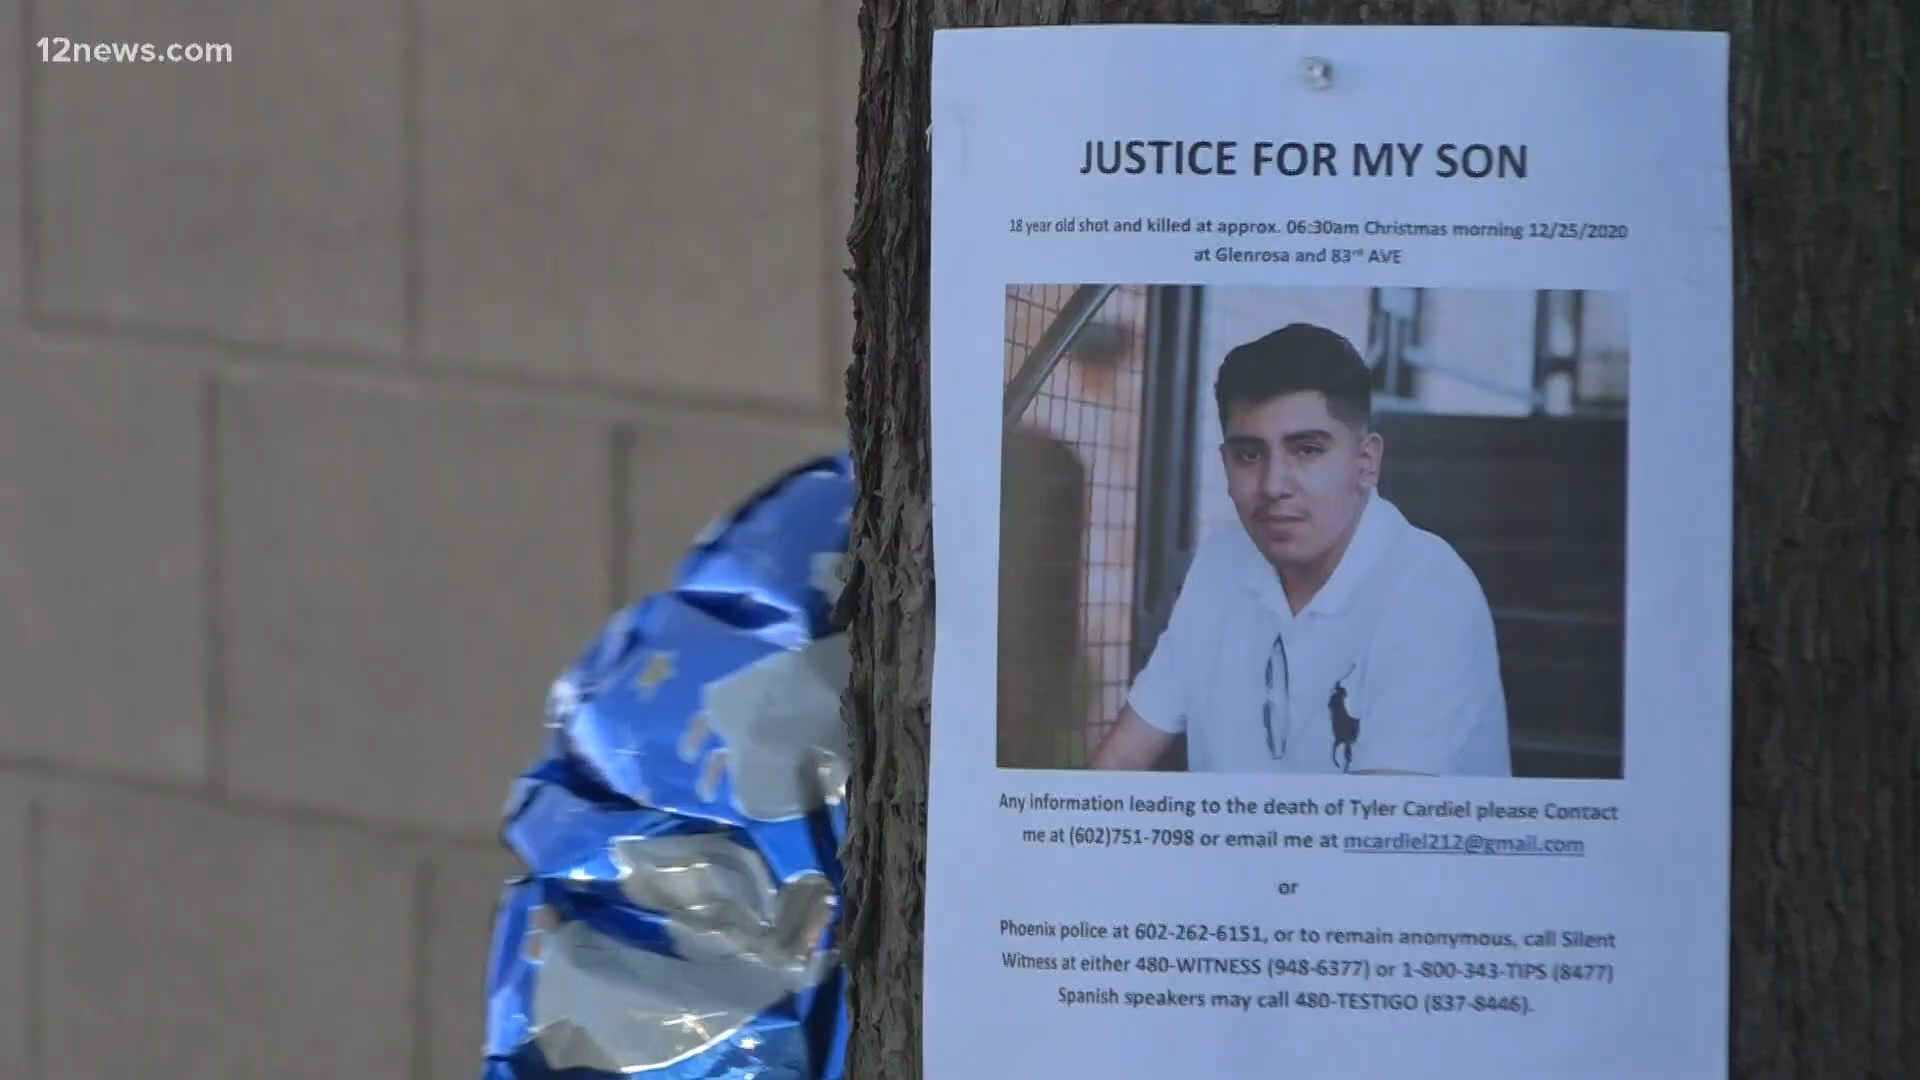 12news.com
JUSTICE FOR MY SON
18 year old shot and killed at approx. 06:30am Christmas morning 12/25/2020
at Glenrosa and 83rd AVE
Any information leading to the death of Tyler Cardiel please Contact
me at (602)751-7098 or email me at mcardiel212@gmail.com
or
Phoenix police at 602-262-6151, or to remain anonymous, call Silent
Witness at either 480-WITNESS (948-6377) or 1-800-343-TIPS (8477)
Spanish speakers may call 480-TESTIGO (837-8446).